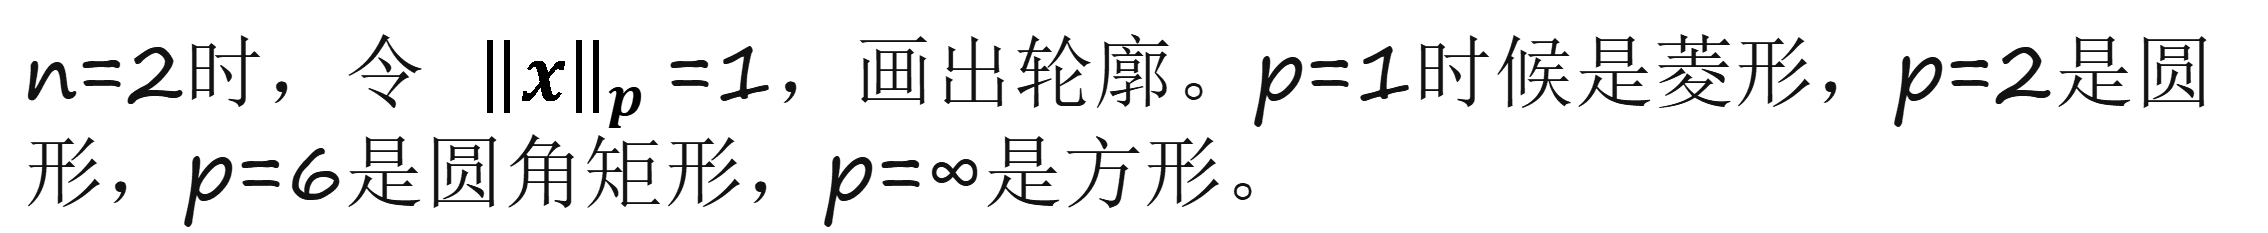 n=2时，令 ||x||ₚ =1，画出轮廓。p=1时候是菱形，p=2是圆
形，p=6是圆角矩形，p=∞是方形。